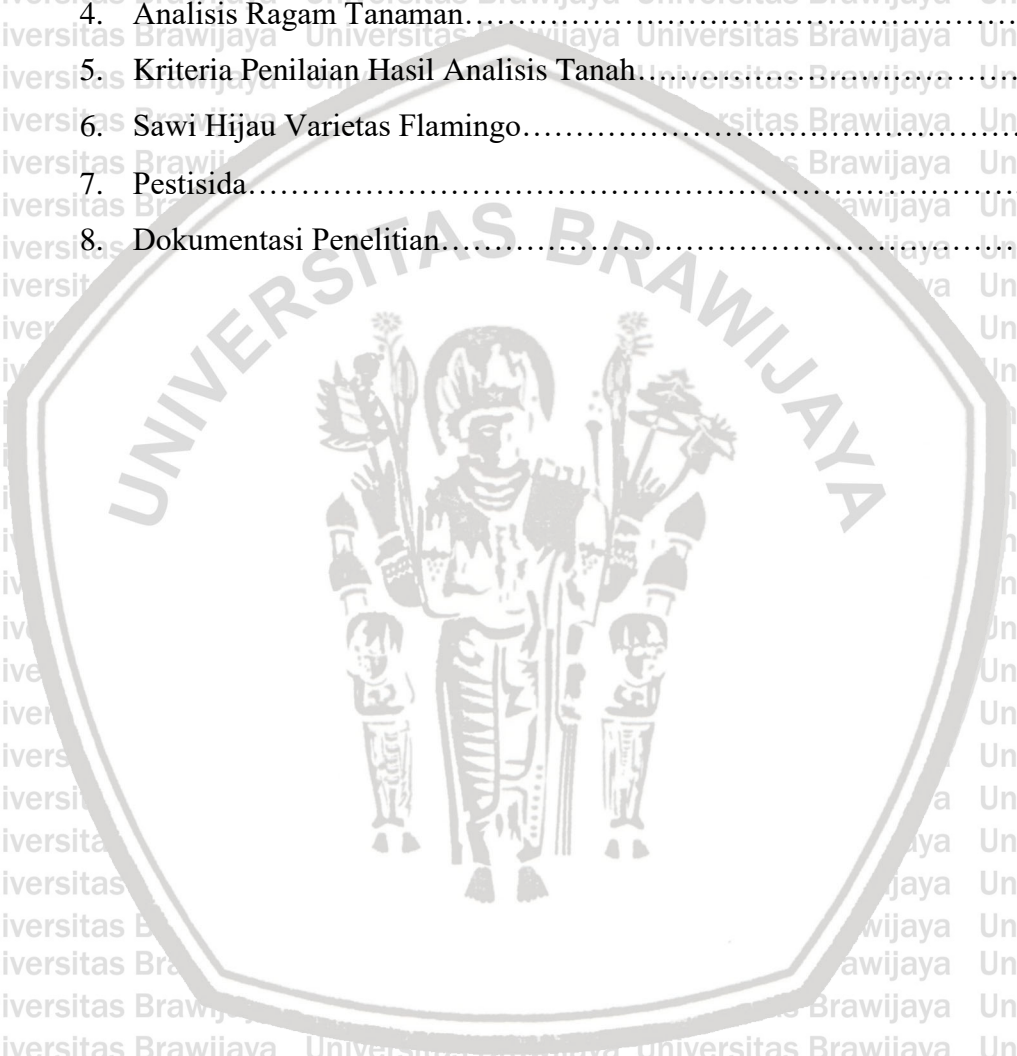 4. Analisis Ragam Tanaman……………………………………………………
5. Kriteria Penilaian Hasil Analisis Tanah……………………………………
6. Sawi Hijau Varietas Flamingo………………………………………………
7. Pestisida………………………………………………………………………
8. Dokumentasi Penelitian………………………………………………………
UNIVERSITAS BRAWIJAYA